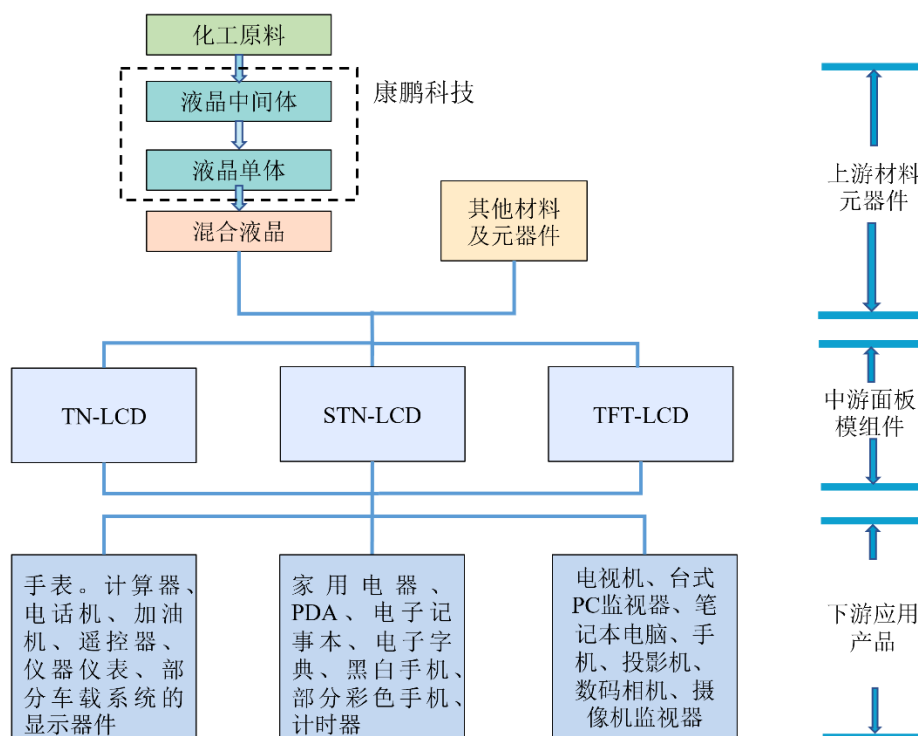 化工原料
液晶中间体
康鹏科技
液晶单体
混合液晶
其他材料
及元器件
上游材料
元器件
TN-LCD
STN-LCD
TFT-LCD
中游面板
模组件
手表。计算器、
电话机、加油
机、遥控器、
仪器仪表、部
分车载系统的
显示器件
家用电器、
PDA、电子记
事本、电子字
典、黑白手机、
部分彩色手机、
计时器
电视机、台式
PC监视器、笔
记本电脑、手
机、投影机、
数码相机、摄
像机监视器
下游应用
产品